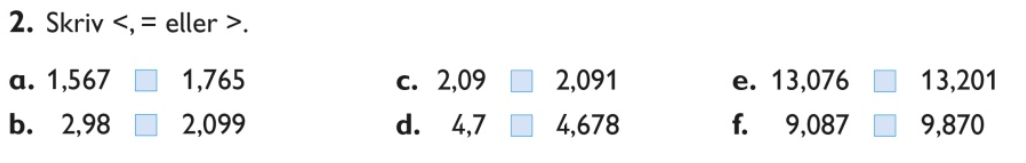 2. Skriv <, = eller >.
a. 1,567 □ 1,765 c. 2,09 □ 2,091 e. 13,076 □ 13,201
b. 2,98 □ 2,099 d. 4,7 □ 4,678 f. 9,087 □ 9,870